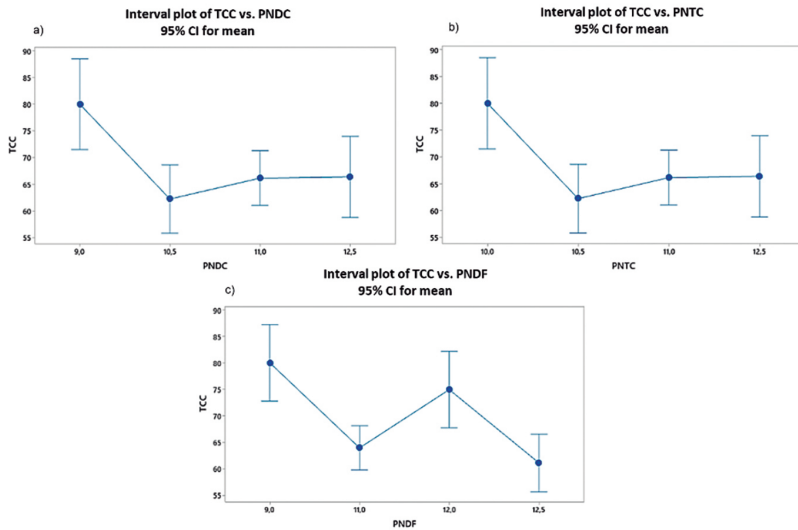 a)
Interval plot of TCC vs. PNDC
95% CI for mean
90
85
80
75
70
65
60
55
TCC
9,0 10,5 11,0 12,5
PNDC
b)
Interval plot of TCC vs. PNTC
95% CI for mean
90
85
80
75
70
65
60
55
TCC
10,0 10,5 11,0 12,5
PNTC
c)
Interval plot of TCC vs. PNDF
95% CI for mean
90
85
80
75
70
65
60
55
TCC
9,0 11,0 12,0 12,5
PNDF